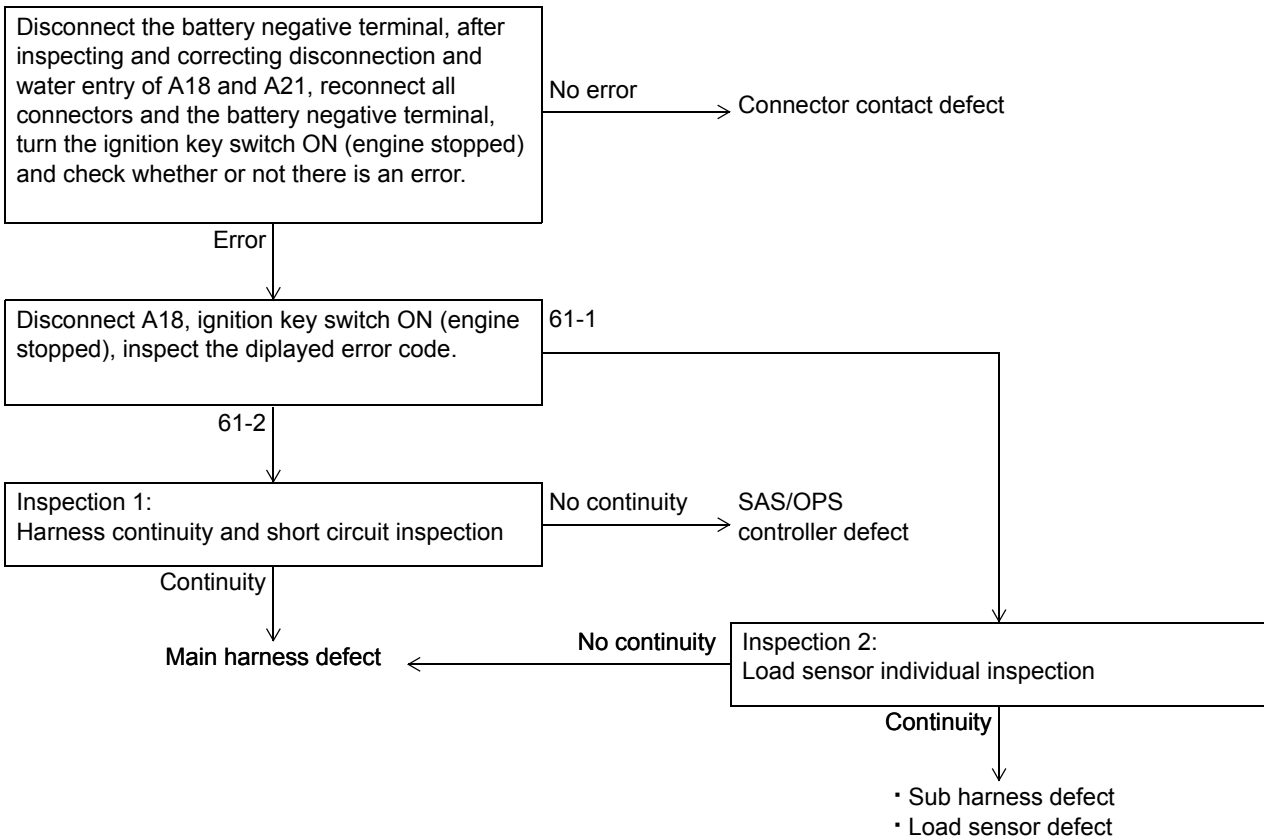 Disconnect the battery negative terminal, after
inspecting and correcting disconnection and
water entry of A18 and A21, reconnect all
connectors and the battery negative terminal,
turn the ignition key switch ON (engine stopped)
and check whether or not there is an error.
No error
Connector contact defect
Error
Disconnect A18, ignition key switch ON (engine
stopped), inspect the diplayed error code.
61-1
61-2
Inspection 1:
Harness continuity and short circuit inspection
No continuity
SAS/OPS
controller defect
Continuity
Main harness defect
No continuity
Inspection 2:
Load sensor individual inspection
Continuity
・Sub harness defect
・Load sensor defect